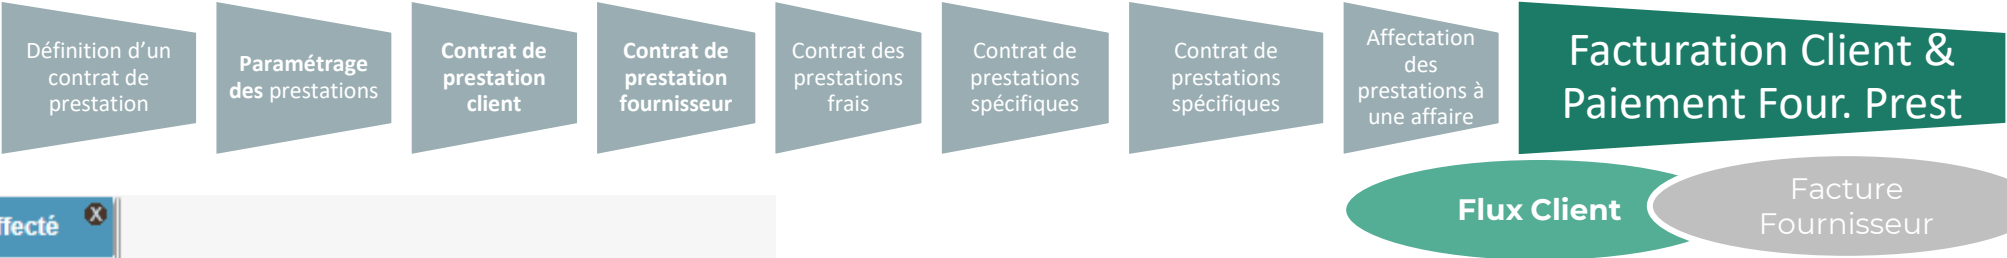 Définition d’un
contrat de
prestation
Paramétrage
des prestations
Contrat de
prestation
client
Contrat de
prestation
fournisseur
Contrat des
prestations
frais
Contrat de
prestations
spécifiques
Contrat de
prestations
spécifiques
Affectation
des
prestations à
une affaire
Facturation Client &
Paiement Four. Prest
Flux Client
Facture
Fournisseur
ffecté
X